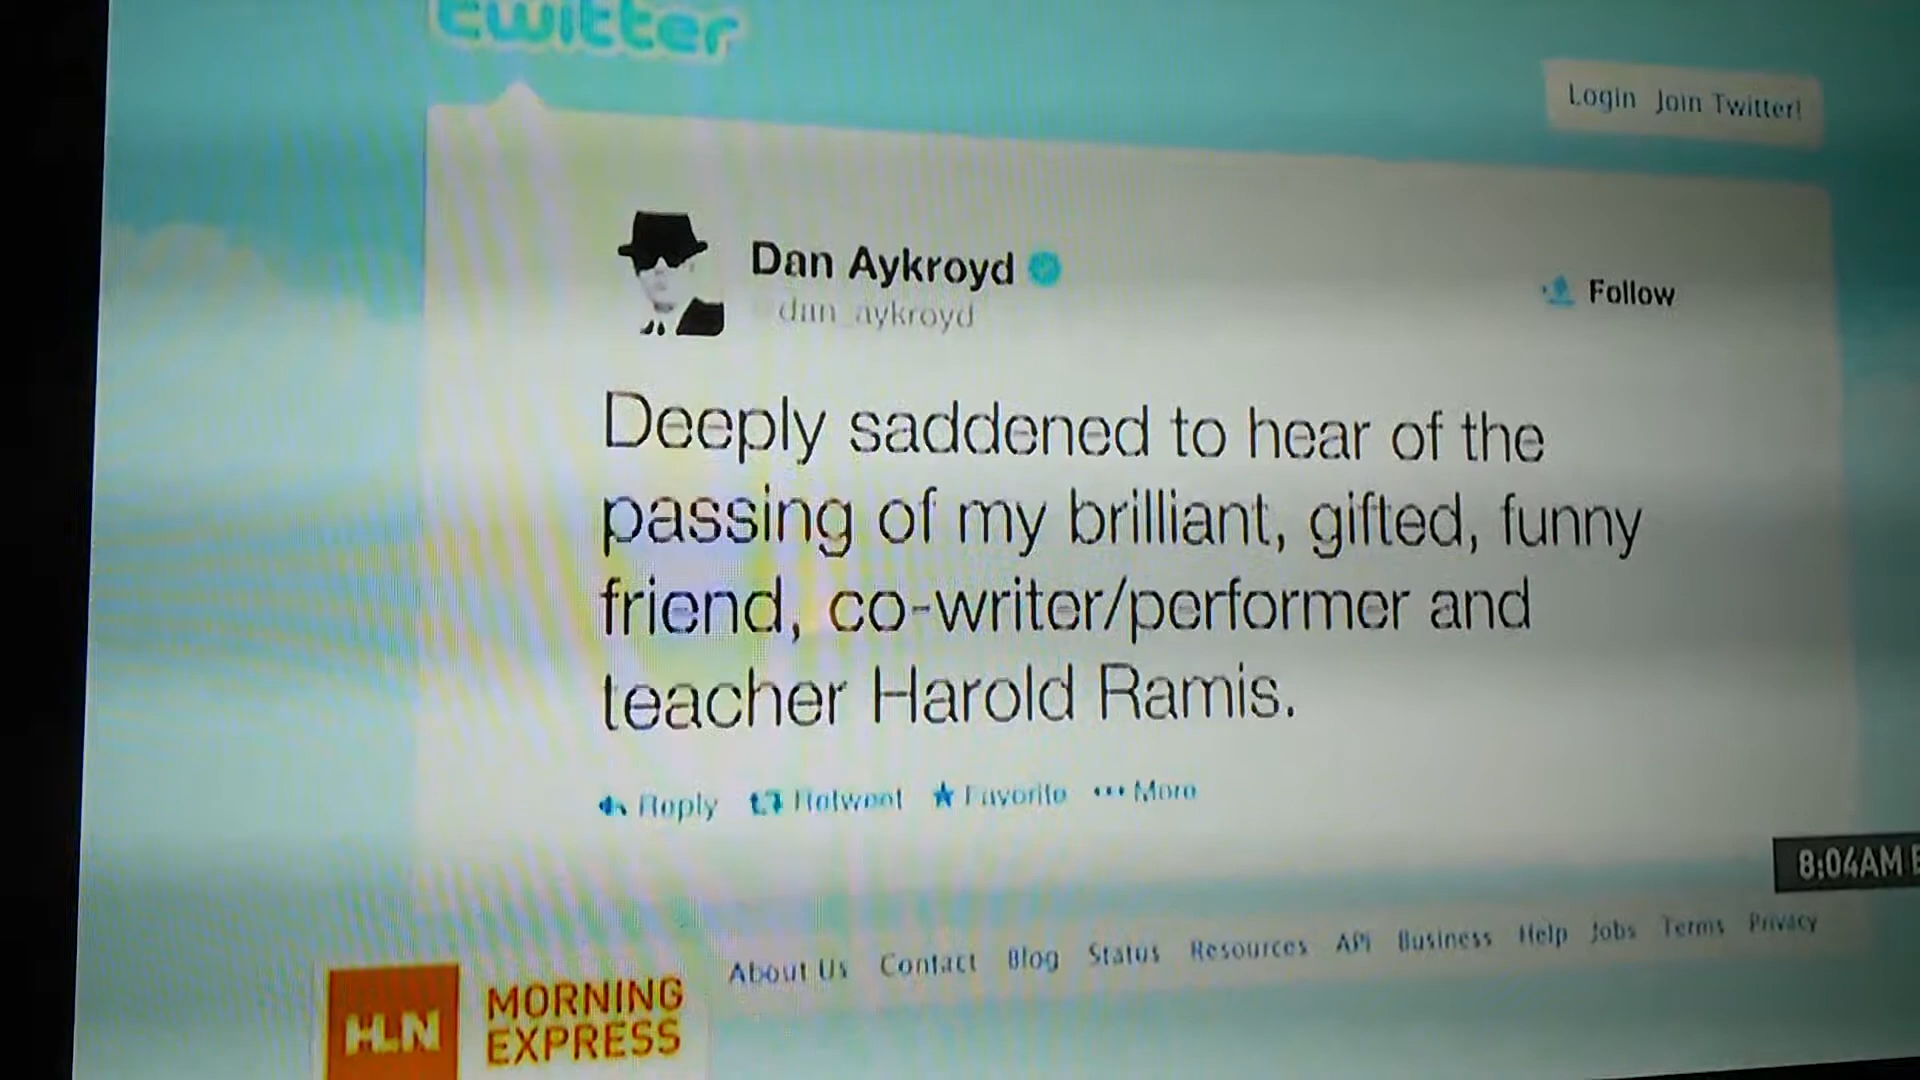 twitter
Login Join Twitter!
Dan Aykroyd
dan_aykroyd
Follow
Deeply saddened to hear of the
passing of my brilliant, gifted, funny
friend, co-writer/performer and
teacher Harold Ramis.
Reply Retweet Favorite More
8:04AM E
About Us Contact Blog Status Resources API Business Help Jobs Terms Privacy
HLN MORNING
EXPRESS